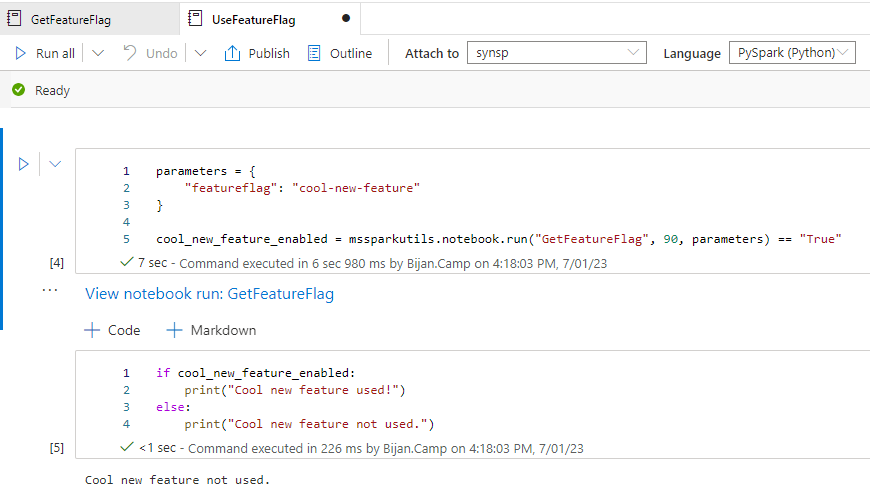 GetFeatureFlag
UseFeatureFlag
Run all Undo Publish Outline Attach to synsp Language PySpark (Python)
Ready
1 parameters = {
2     "featureflag": "cool-new-feature"
3 }
4
5 cool_new_feature_enabled = mssparkutils.notebook.run("GetFeatureFlag", 90, parameters) == "True"
[4] 7 sec - Command executed in 6 sec 980 ms by Bijan.Camp on 4:18:03 PM, 7/01/23
... View notebook run: GetFeatureFlag
+ Code + Markdown
1 if cool_new_feature_enabled:
2     print("Cool new feature used!")
3 else:
4     print("Cool new feature not used.")
[5] <1 sec - Command executed in 226 ms by Bijan.Camp on 4:18:03 PM, 7/01/23
Cool new feature not used.